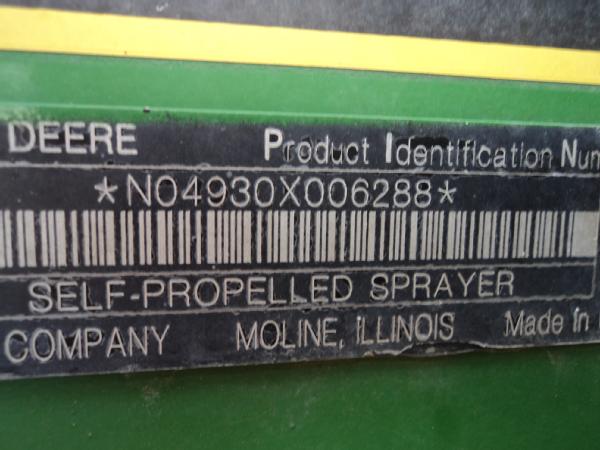 DEERE Product Identification Num
*N04930X006288*
SELF-PROPELLED SPRAYER
COMPANY MOLINE, ILLINOIS Made in